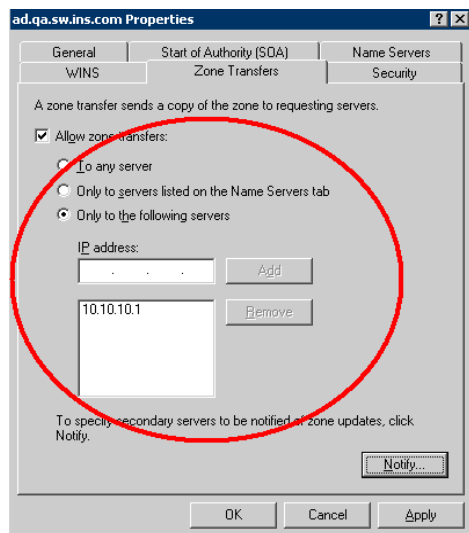 ad.qa.sw.ins.com Properties
General Start of Authority (SOA) Name Servers
WINS Zone Transfers Security
A zone transfer sends a copy of the zone to requesting servers.
Allow zone transfers:
To any server
Only to servers listed on the Name Servers tab
Only to the following servers
IP address:
. . . Add
10.10.10.1 Remove
To specify secondary servers to be notified of zone updates, click
Notify.
Notify...
OK Cancel Apply